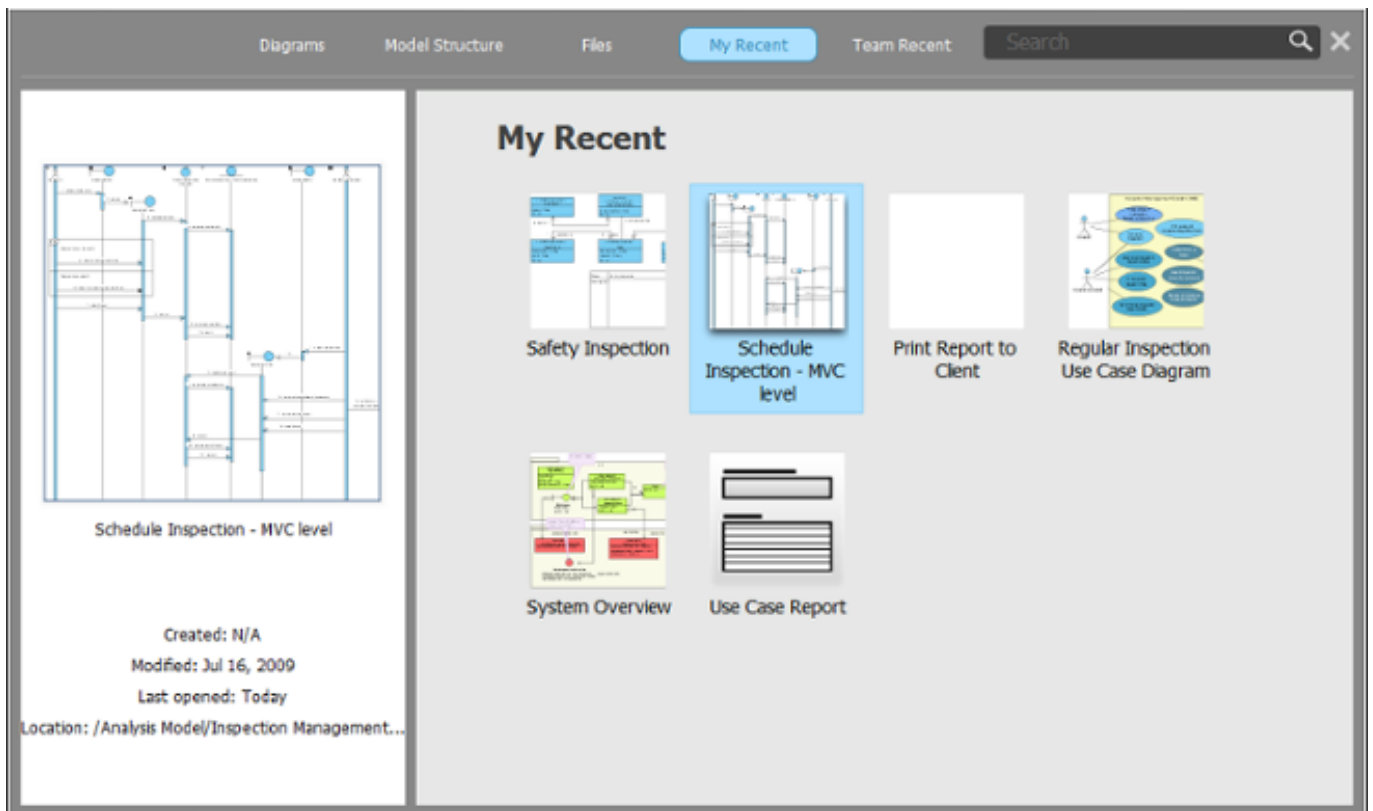 Diagrams Model Structure Files My Recent Team Recent Search
My Recent
Safety Inspection
Schedule
Inspection - MVC
level
Print Report to
Client
Regular Inspection
Use Case Diagram
System Overview
Use Case Report
Schedule Inspection - MVC level
Created: N/A
Modified: Jul 16, 2009
Last opened: Today
Location: /Analysis Model/Inspection Management...